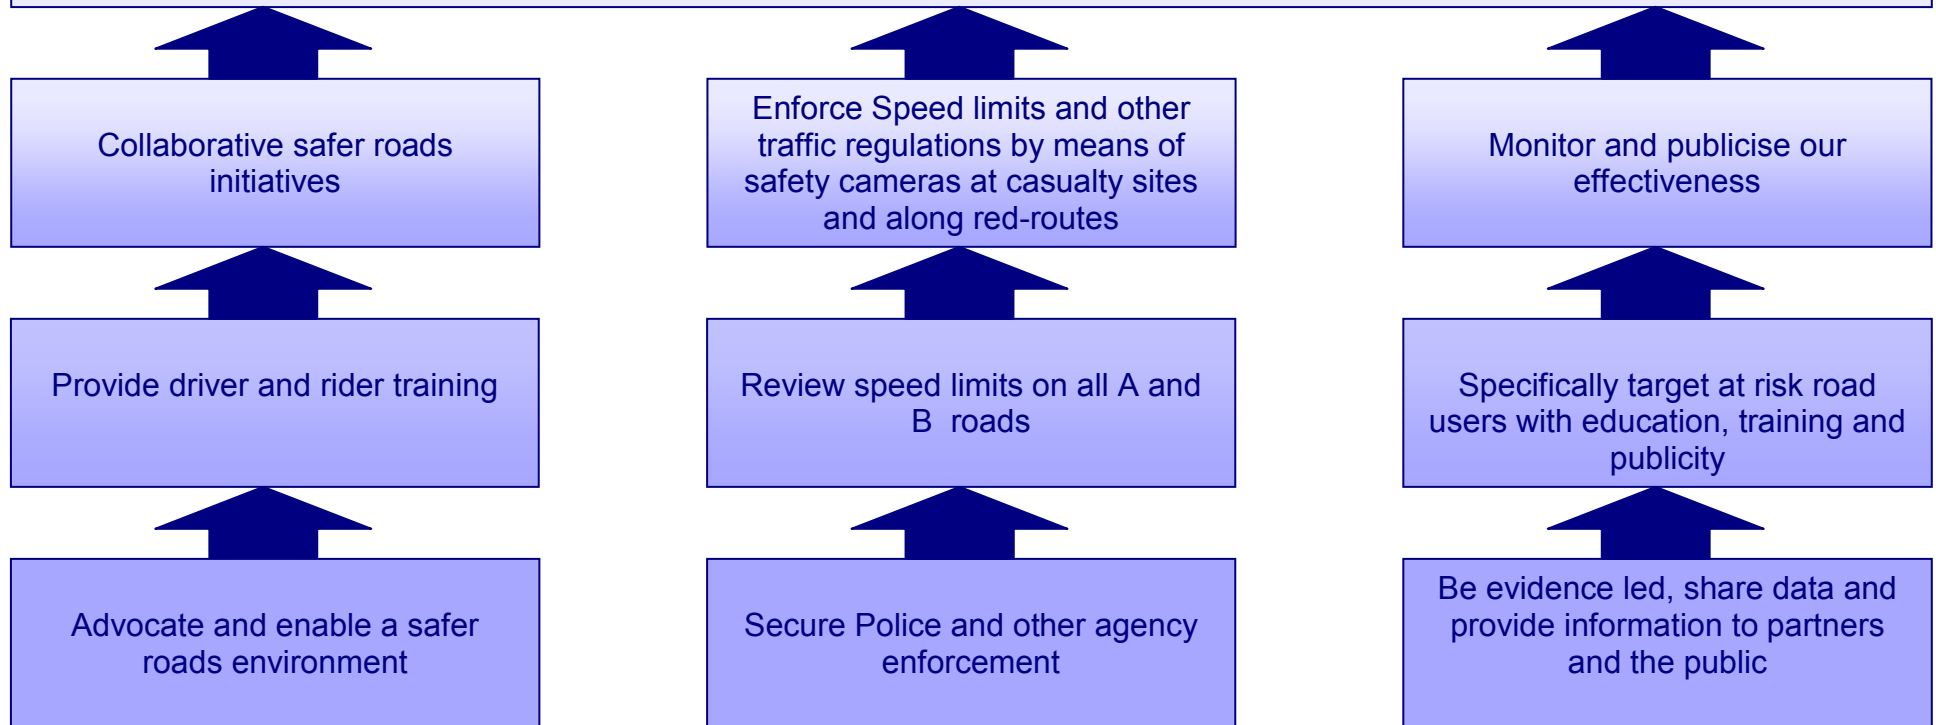 Collaborative safer roads
initiatives
Enforce Speed limits and other
traffic regulations by means of
safety cameras at casualty sites
and along red-routes
Monitor and publicise our
effectiveness
Provide driver and rider training
Review speed limits on all A and
B  roads
Specifically target at risk road
users with education, training and
publicity
Advocate and enable a safer
roads environment
Secure Police and other agency
enforcement
Be evidence led, share data and
provide information to partners
and the public